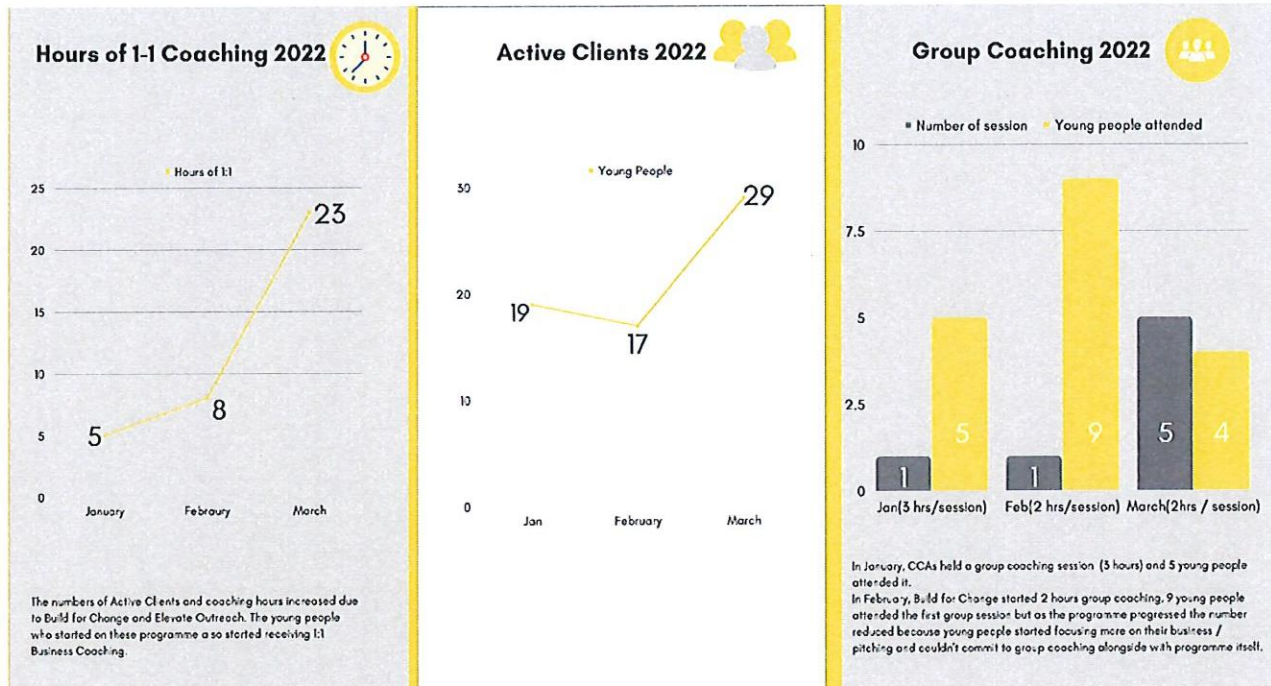 Hours of 1-1 Coaching 2022
Hours of 1:1
25
20
15
10
5
0
5
8
23
January
Febraury
March
The numbers of Active Clients and coaching hours increased due
to Build for Change and Elevate Outreach. The young people
who started on these programme also started receiving 1:1
Business Coaching.
Active Clients 2022
Young People
30
20
10
0
19
17
29
Jan
February
March
Group Coaching 2022
Number of session
Young people attended
10
7.5
5
2.5
0
1
5
1
9
5
4
Jan(3 hrs/session)
Feb(2 hrs/session)
March(2hrs / session)
In January, CCAs held a group coaching session (3 hours) and 5 young people
attended it.
In February, Build for Change started 2 hours group coaching. 9 young people
attended the first group session but as the programme progressed the number
reduced because young people started focusing more on their business /
pitching and couldn't commit to group coaching alongside with programme itself.